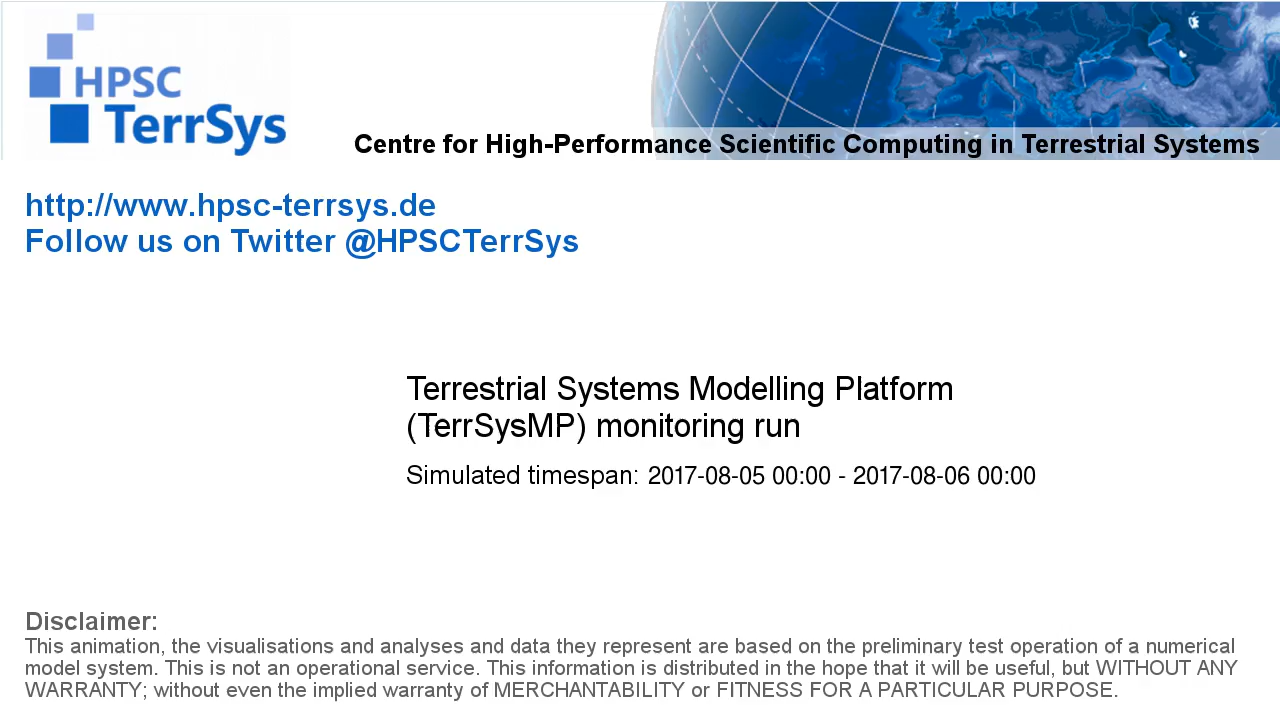 HPSC
TerrSys
Centre for High-Performance Scientific Computing in Terrestrial Systems
http://www.hpsc-terrsys.de
Follow us on Twitter @HPSCTerrSys
Terrestrial Systems Modelling Platform
(TerrSysMP) monitoring run
Simulated timespan: 2017-08-05 00:00 - 2017-08-06 00:00
Disclaimer:
This animation, the visualisations and analyses and data they represent are based on the preliminary test operation of a numerical
model system. This is not an operational service. This information is distributed in the hope that it will be useful, but WITHOUT ANY
WARRANTY; without even the implied warranty of MERCHANTABILITY or FITNESS FOR A PARTICULAR PURPOSE.